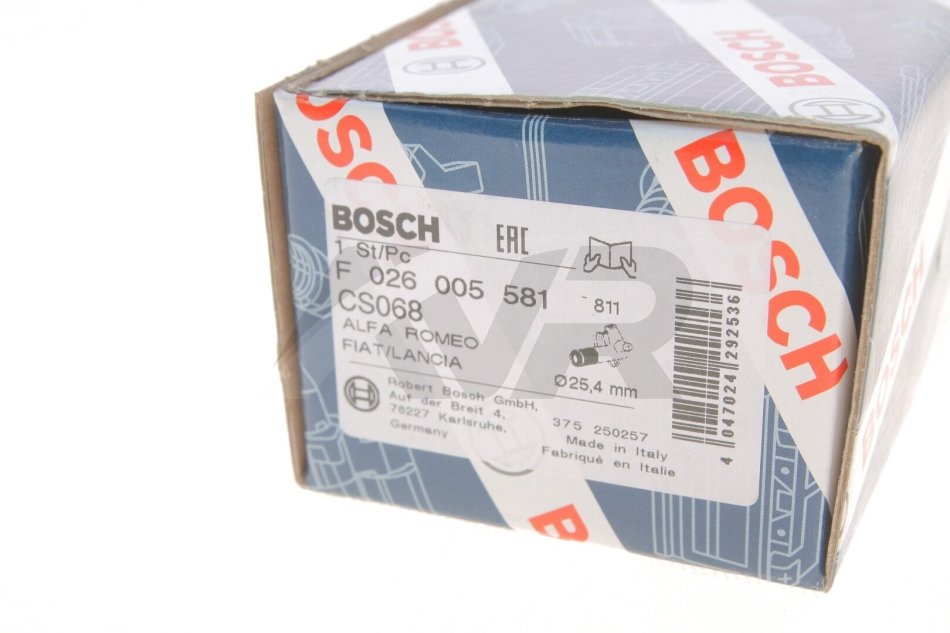 BOSCH
BOSCH
BOSCH
BOSCH
BOSCH
EAC
1 St/Pc
F 026 005 581
- 811
CS068
ALFA ROMEO
FIAT/LANCIA
Ø25,4 mm
Robert Bosch GmbH,
Auf der Breit 4,
76227 Karlsruhe,
Germany
375 250257
Made in Italy
Fabriqué en Italie
4 047024 292536
KVR